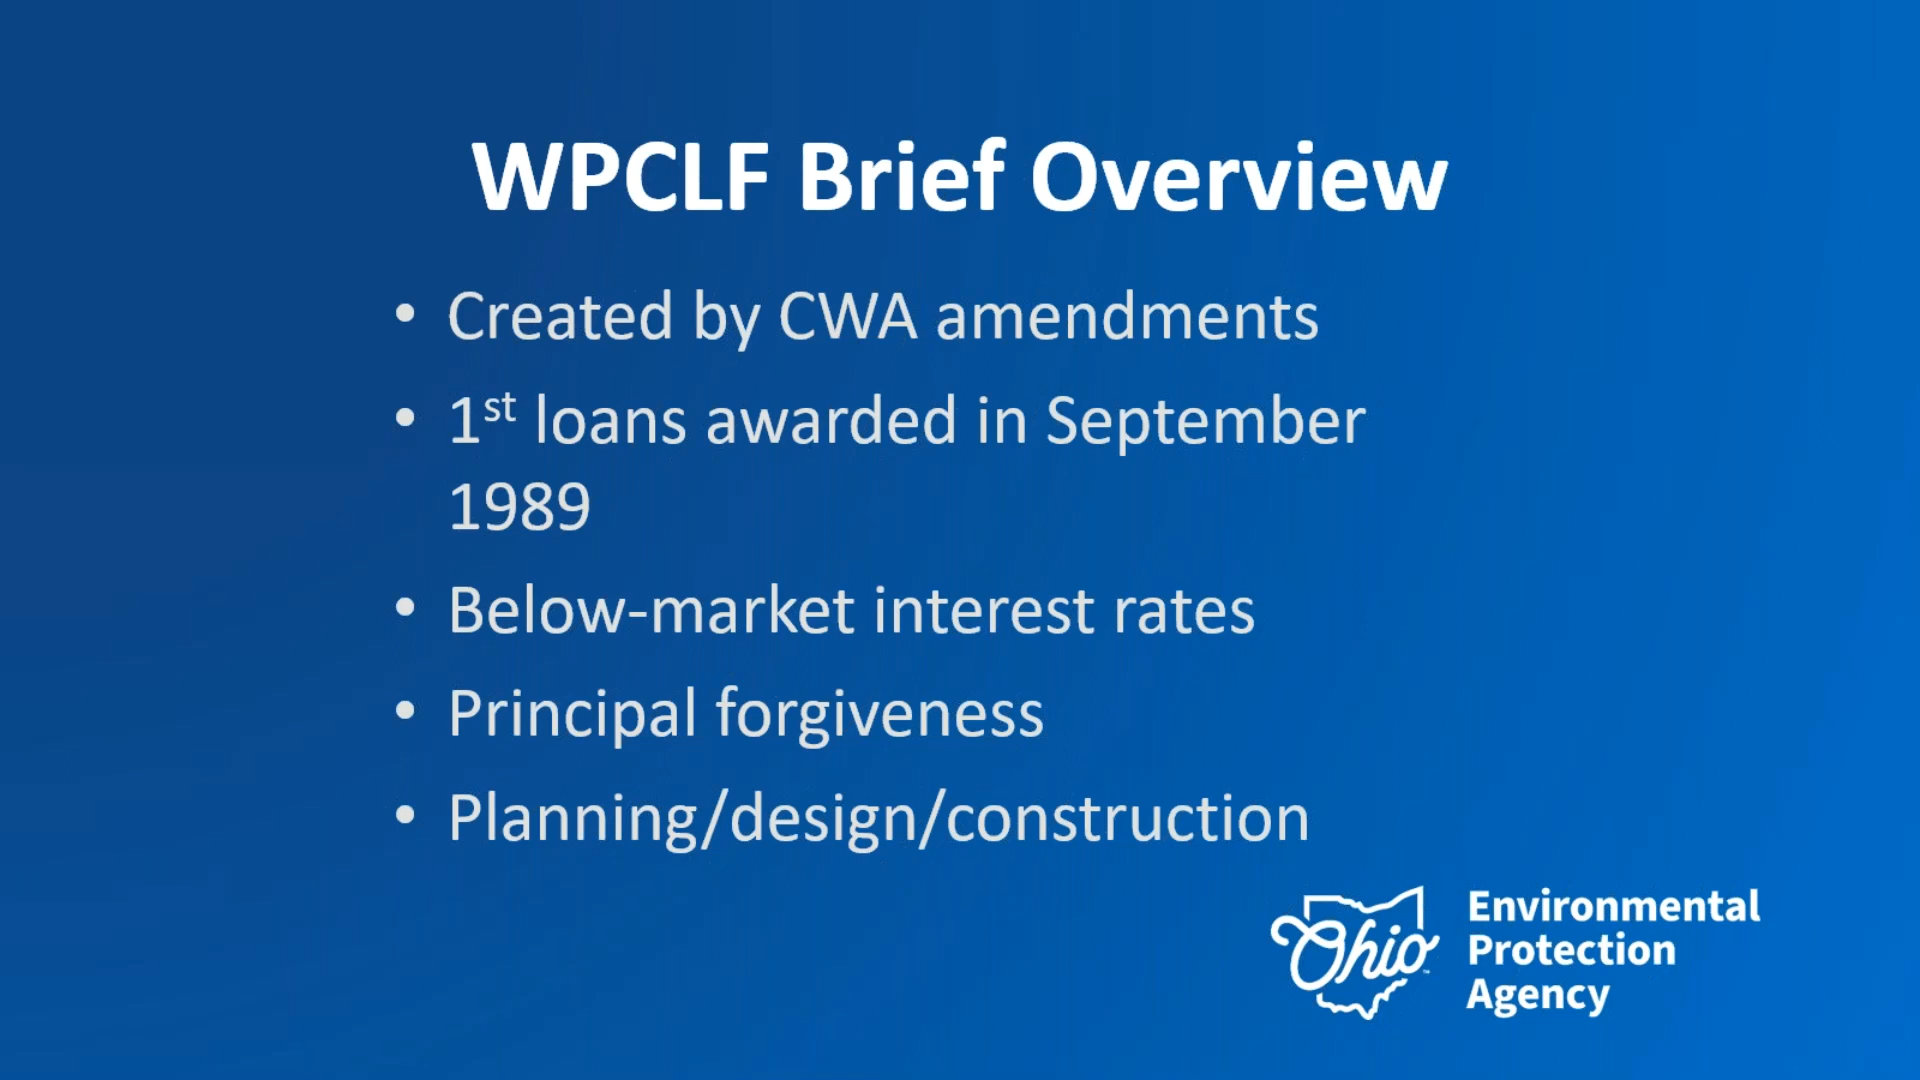 WPCLF Brief Overview
• Created by CWA amendments
• 1st loans awarded in September
1989
• Below-market interest rates
• Principal forgiveness
• Planning/design/construction
Ohio
Environmental
Protection
Agency